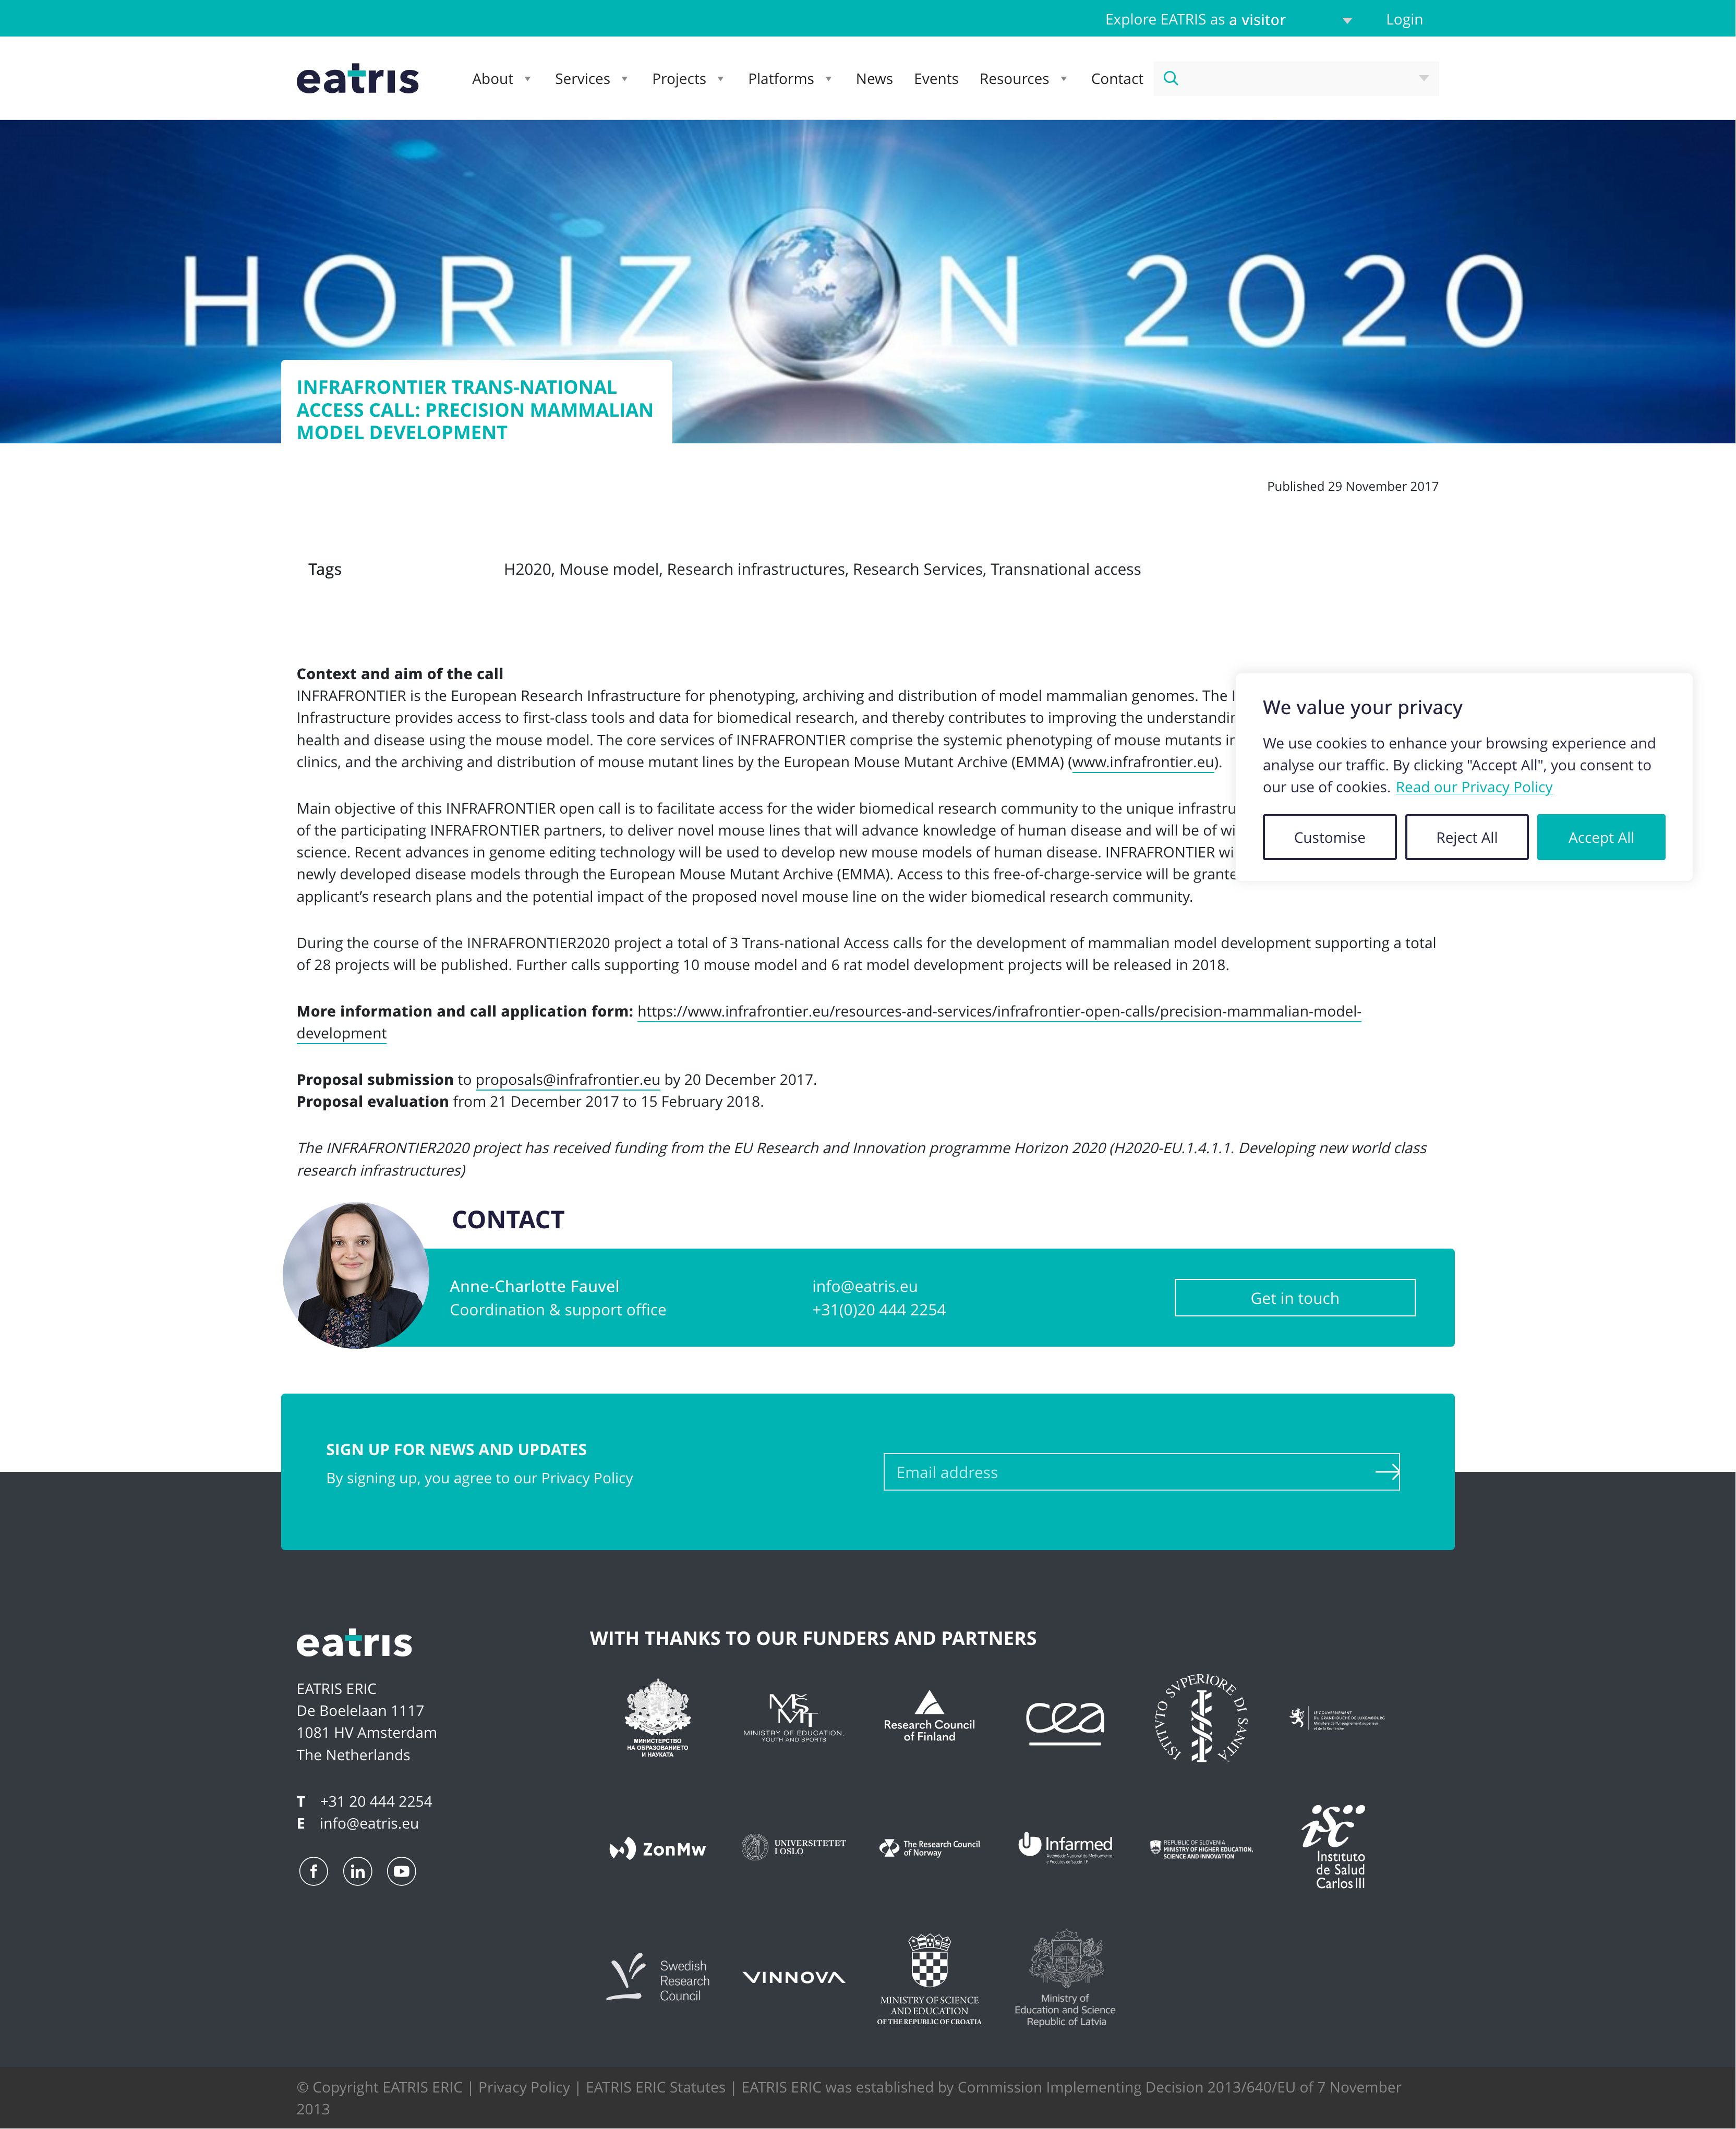 Explore EATRIS as a visitor
Login
eatris
About
Services
Projects
Platforms
News
Events
Resources
Contact
HORIZON 2020
INFRAFRONTIER TRANS-NATIONAL
ACCESS CALL: PRECISION MAMMALIAN
MODEL DEVELOPMENT
Published 29 November 2017
Tags
H2020, Mouse model, Research infrastructures, Research Services, Transnational access
Context and aim of the call
INFRAFRONTIER is the European Research Infrastructure for phenotyping, archiving and distribution of model mammalian genomes. The
Infrastructure provides access to first-class tools and data for biomedical research, and thereby contributes to improving the
health and disease using the mouse model. The core services of INFRAFRONTIER comprise the systemic phenotyping of mouse mutants
clinics, and the archiving and distribution of mouse mutant lines by the European Mouse Mutant Archive (EMMA) (www.infrafrontier.eu).
Main objective of this INFRAFRONTIER open call is to facilitate access for the wider biomedical research community to the unique
of the participating INFRAFRONTIER partners, to deliver novel mouse lines that will advance knowledge of human disease and will be of
science. Recent advances in genome editing technology will be used to develop new mouse models of human disease. INFRAFRONTIER
newly developed disease models through the European Mouse Mutant Archive (EMMA). Access to this free-of-charge-service will be
applicant's research plans and the potential impact of the proposed novel mouse line on the wider biomedical research community.
We value your privacy
We use cookies to enhance your browsing experience and
analyse our traffic. By clicking "Accept All", you consent to
our use of cookies. Read our Privacy Policy
Customise
Reject All
Accept All
During the course of the INFRAFRONTIER2020 project a total of 3 Trans-national Access calls for the development of mammalian model development supporting a total
of 28 projects will be published. Further calls supporting 10 mouse model and 6 rat model development projects will be released in 2018.
More information and call application form: https://www.infrafrontier.eu/resources-and-services/infrafrontier-open-calls/precision-mammalian-model-
development
Proposal submission to proposals@infrafrontier.eu by 20 December 2017.
Proposal evaluation from 21 December 2017 to 15 February 2018.
The INFRAFRONTIER2020 project has received funding from the EU Research and Innovation programme Horizon 2020 (H2020-EU.1.4.1.1. Developing new world class
research infrastructures)
CONTACT
Anne-Charlotte Fauvel
Coordination & support office
info@eatris.eu
+31(0)20 444 2254
Get in touch
SIGN UP FOR NEWS AND UPDATES
By signing up, you agree to our Privacy Policy
Email address
eatris
EATRIS ERIC
De Boelelaan 1117
1081 HV Amsterdam
The Netherlands
T +31 20 444 2254
E info@eatris.eu
WITH THANKS TO OUR FUNDERS AND PARTNERS
МИНИСТЕРСТВО
НА ОБРАЗОВАНИЕТО
И НАУКАТА
MŠMT
MINISTRY OF EDUCATION,
YOUTH AND SPORTS
Research Council
of Finland
cea
ISTITVTO SVPERIORE DI SANITÀ
LE GOUVERNEMENT
DU GRAND-DUCHÉ DE LUXEMBOURG
Ministère de l'Enseignement supérieur
et de la Recherche
ZonMw
UNIVERSITETET
I OSLO
The Research Council
of Norway
Infarmed
Autoridade Nacional do Medicamento
e Produtos de Saúde, I.P.
REPUBLIC OF SLOVENIA
MINISTRY OF HIGHER EDUCATION,
SCIENCE AND INNOVATION
isc
Instituto
de Salud
Carlos III
Swedish
Research
Council
VINNOVA
MINISTRY OF SCIENCE
AND EDUCATION
OF THE REPUBLIC OF CROATIA
Ministry of
Education and Science
Republic of Latvia
© Copyright EATRIS ERIC | Privacy Policy | EATRIS ERIC Statutes | EATRIS ERIC was established by Commission Implementing Decision 2013/640/EU of 7 November
2013